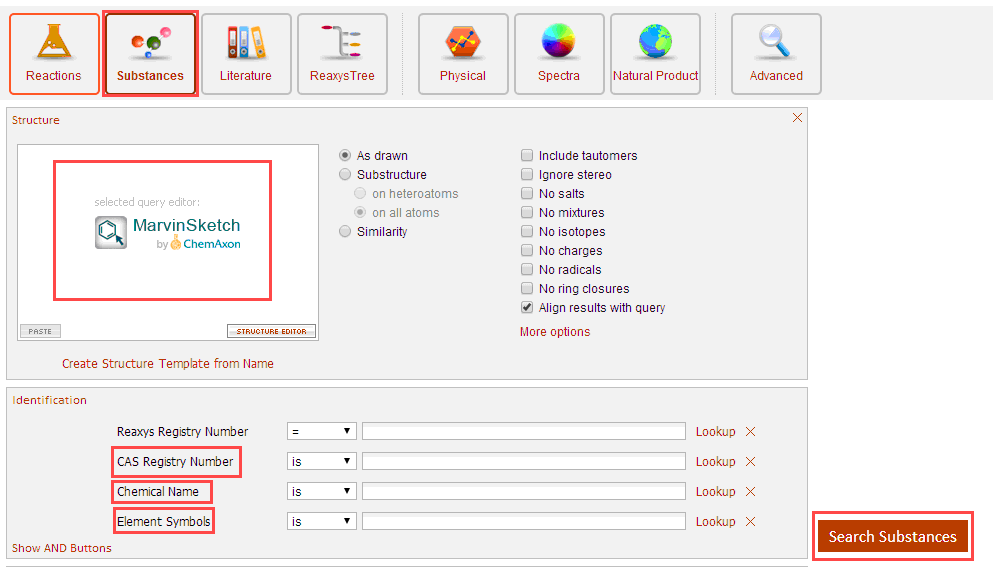 Reactions Substances Literature ReaxysTree Physical Spectra Natural Product Advanced
Structure
selected query editor:
MarvinSketch
by ChemAxon
PASTE
STRUCTURE EDITOR
Create Structure Template from Name
As drawn
Substructure
on heteroatoms
on all atoms
Similarity
Include tautomers
Ignore stereo
No salts
No mixtures
No isotopes
No charges
No radicals
No ring closures
Align results with query
More options
Identification
Reaxys Registry Number = Lookup
CAS Registry Number is Lookup
Chemical Name is Lookup
Element Symbols is Lookup
Show AND Buttons
Search Substances